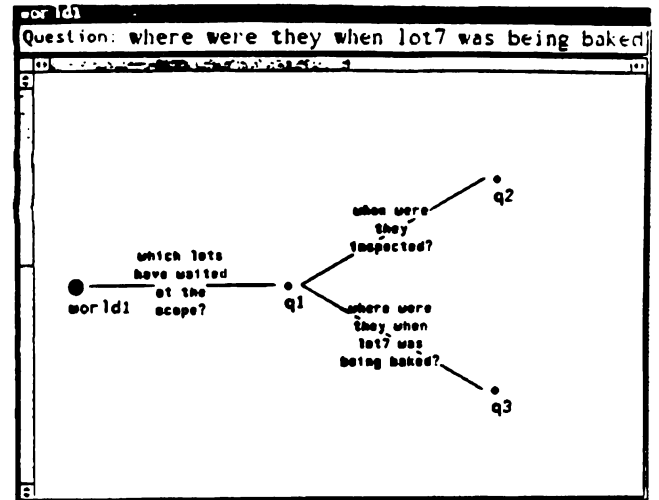 world1
Question: where were they when lot7 was being baked
q2
when were
they
inspected?
which lots
have waited
at the
scope?
world1
q1
where were
they when
lot7 was
being baked?
q3